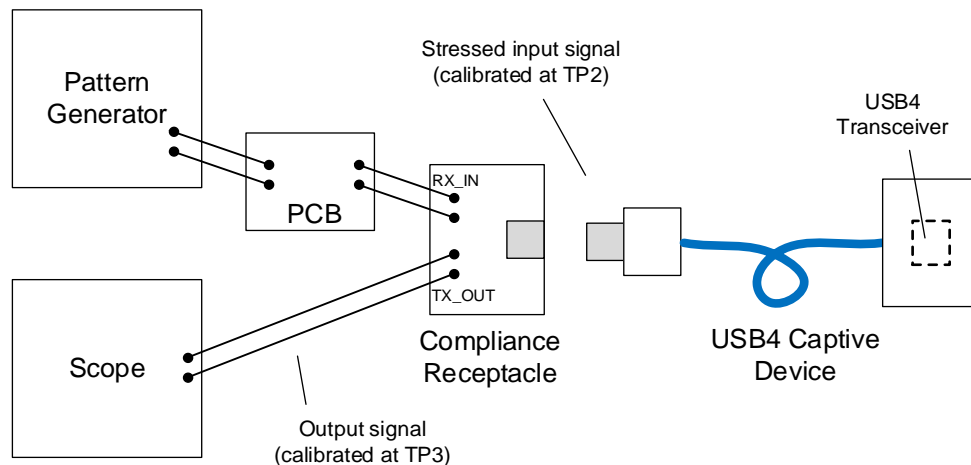 Pattern
Generator
PCB
RX_IN
TX_OUT
Compliance
Receptacle
Stressed input signal
(calibrated at TP2)
USB4
Transceiver
USB4 Captive
Device
Scope
Output signal
(calibrated at TP3)